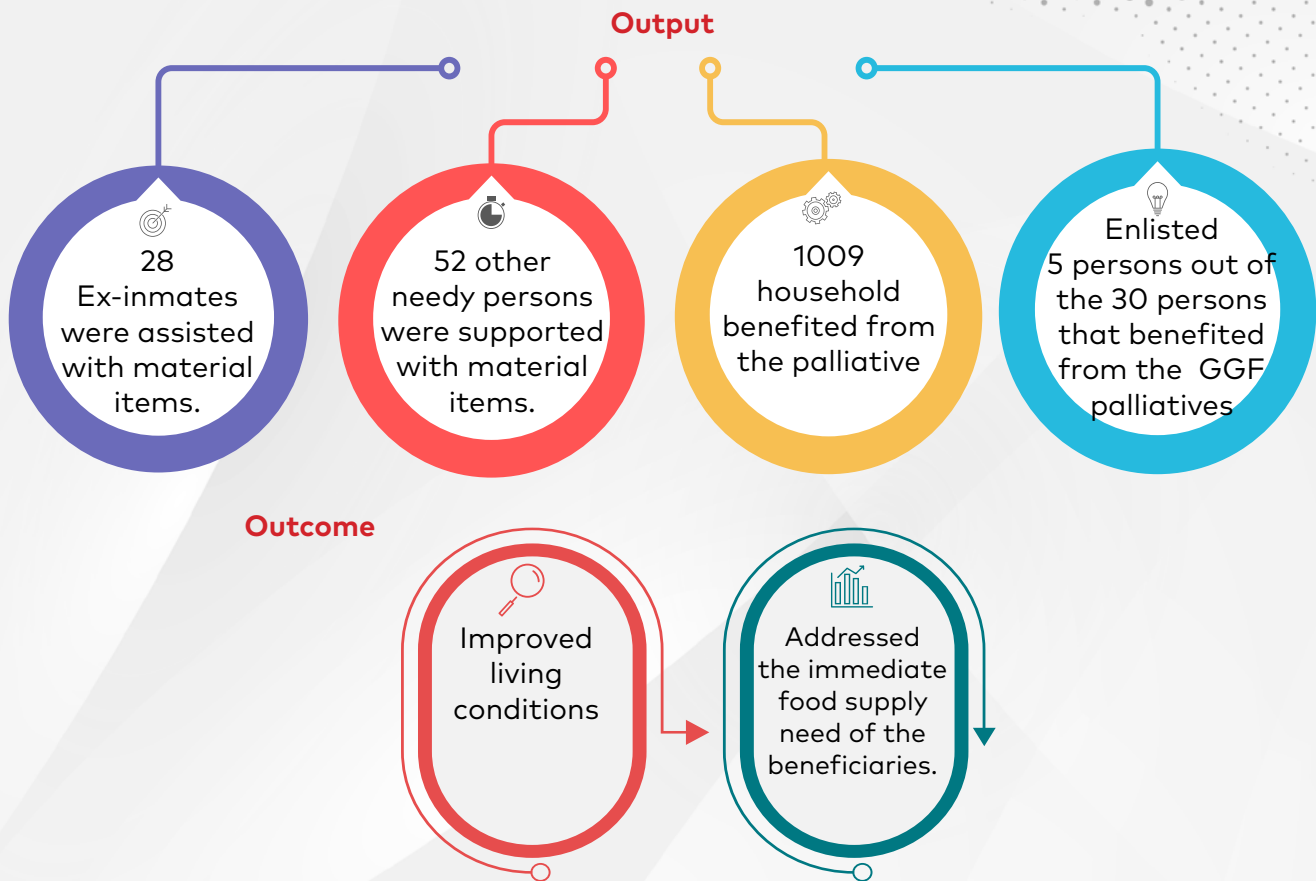 Output
28
Ex-inmates
were assisted
with material
items.
52 other
needy persons
were supported
with material
items.
1009
household
benefited from
the palliative
Enlisted
5 persons out of
the 30 persons
that benefited
from the GGF
palliatives
Outcome
Improved
living
conditions
Addressed
the immediate
food supply
need of the
beneficiaries.